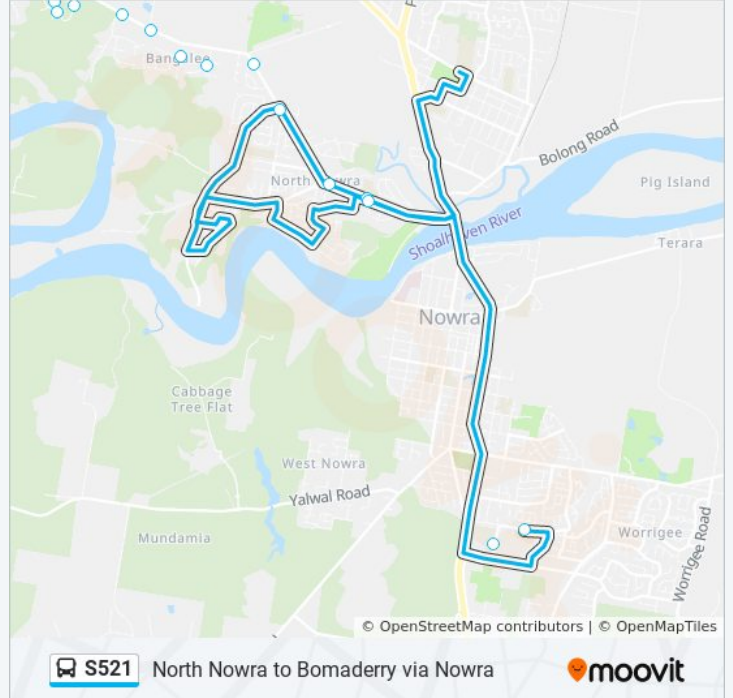 Bangalee
Bolong Road
North Nowra
Pig Island
Shoalhaven River
Terara
Nowra
Cabbage
Tree Flat
West Nowra
Yalwal Road
Mundamia
Worrigee
Worrigee Road
© OpenStreetMap contributors | © OpenMapTiles
S521 North Nowra to Bomaderry via Nowra
moovit